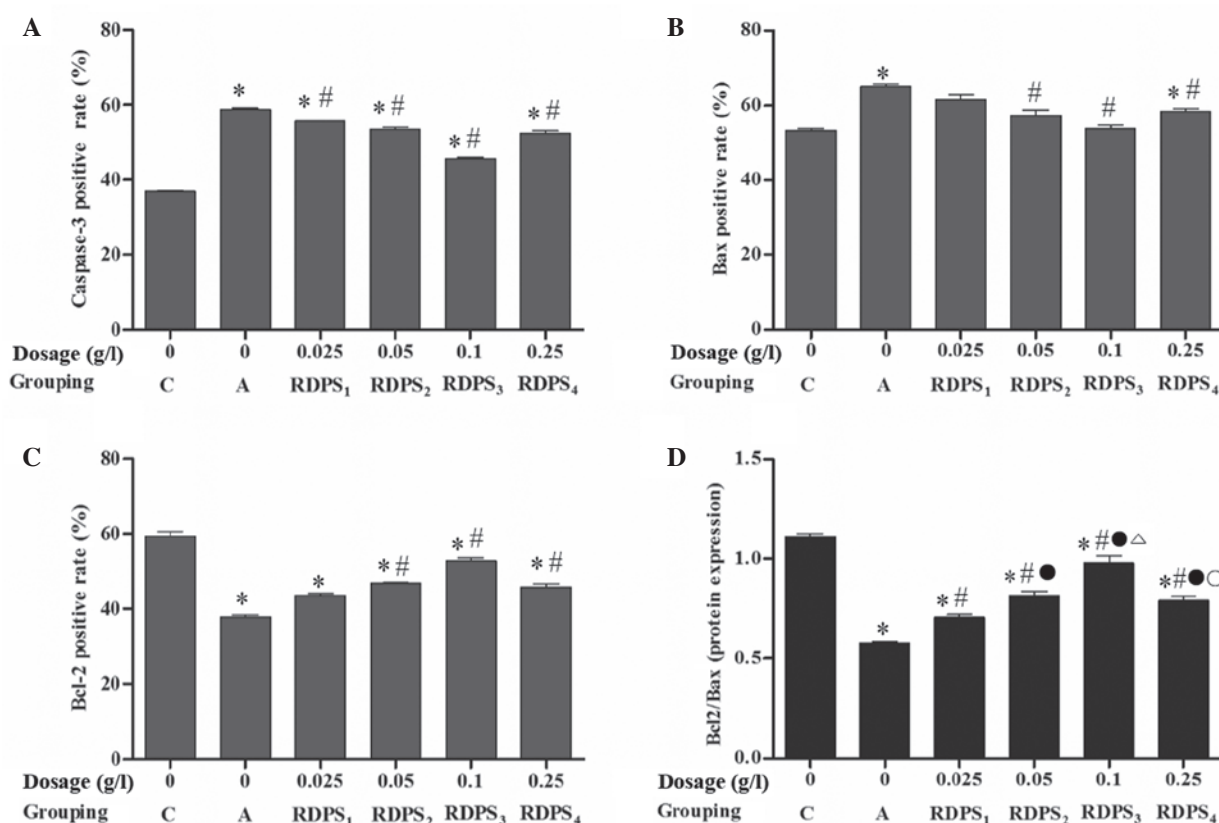 A
Caspase-3 positive rate (%)
80
60
40
20
0
* * # * # * # * #
Dosage (g/l) 0 0 0.025 0.05 0.1 0.25
Grouping C A RDPS₁ RDPS₂ RDPS₃ RDPS₄
B
Bax positive rate (%)
80
60
40
20
0
* # # * #
Dosage (g/l) 0 0 0.025 0.05 0.1 0.25
Grouping C A RDPS₁ RDPS₂ RDPS₃ RDPS₄
C
Bcl-2 positive rate (%)
80
60
40
20
0
* * * # * # * #
Dosage (g/l) 0 0 0.025 0.05 0.1 0.25
Grouping C A RDPS₁ RDPS₂ RDPS₃ RDPS₄
D
Bcl2/Bax (protein expression)
1.5
1.0
0.5
0.0
* *# *#● *#●△ *#●○
Dosage (g/l) 0 0 0.025 0.05 0.1 0.25
Grouping C A RDPS₁ RDPS₂ RDPS₃ RDPS₄